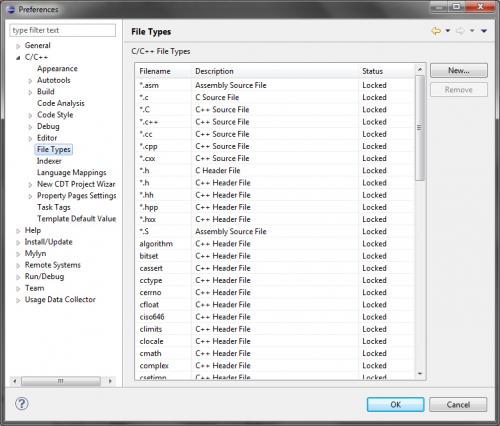 Preferences
type filter text
General
C/C++
Appearance
Autotools
Build
Code Analysis
Code Style
Debug
Editor
File Types
Indexer
Language Mappings
New CDT Project Wizar
Property Pages Settings
Task Tags
Template Default Value
Help
Install/Update
Mylyn
Remote Systems
Run/Debug
Team
Usage Data Collector
File Types
C/C++ File Types
Filename Description Status
*.asm Assembly Source File Locked
*.c C Source File Locked
*.C C++ Source File Locked
*.c++ C++ Source File Locked
*.cc C++ Source File Locked
*.cpp C++ Source File Locked
*.cxx C++ Source File Locked
*.h C Header File Locked
*.h C++ Header File Locked
*.hh C++ Header File Locked
*.hpp C++ Header File Locked
*.hxx C++ Header File Locked
*.S Assembly Source File Locked
algorithm C++ Header File Locked
bitset C++ Header File Locked
cassert C++ Header File Locked
cctype C++ Header File Locked
cerrno C++ Header File Locked
cfloat C++ Header File Locked
ciso646 C++ Header File Locked
climits C++ Header File Locked
clocale C++ Header File Locked
cmath C++ Header File Locked
complex C++ Header File Locked
csetjmp C++ Header File Locked
New...
Remove
OK
Cancel